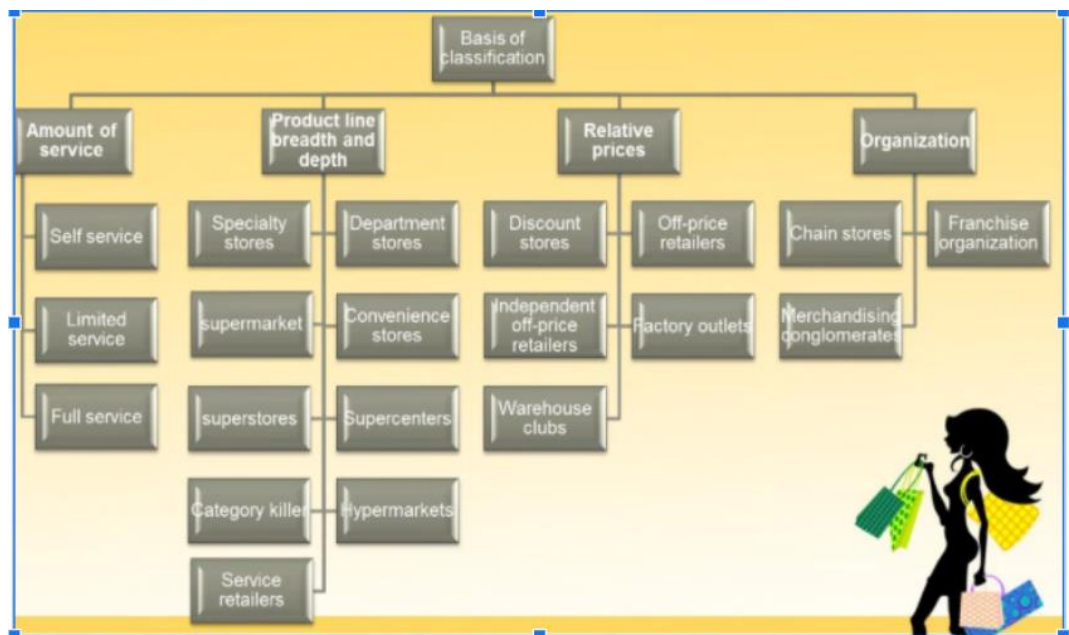 Basis of
classification
Amount of
service
Product line
breadth and
depth
Relative
prices
Organization
Self service
Limited
service
Full service
Specialty
stores
Department
stores
supermarket
Convenience
stores
superstores
Supercenters
Category killer
Hypermarkets
Service
retailers
Discount
stores
Off-price
retailers
Independent
off-price
retailers
Factory outlets
Warehouse
clubs
Chain stores
Franchise
organization
Merchandising
conglomerates